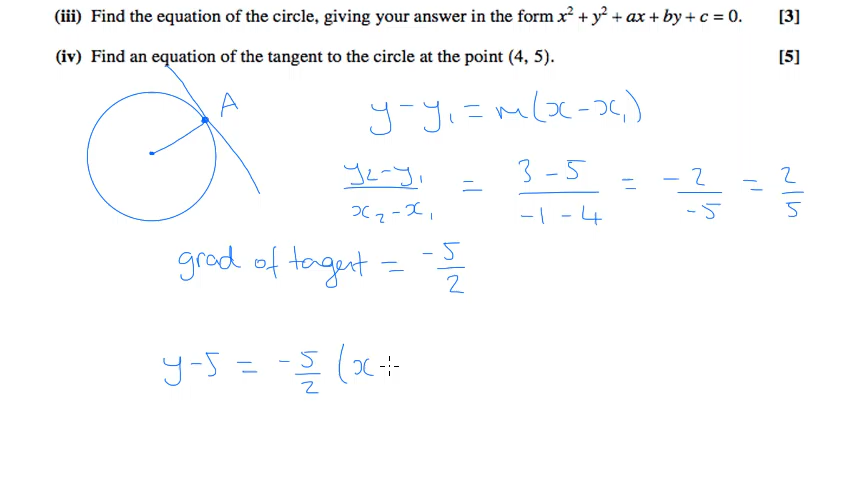 (iii) Find the equation of the circle, giving your answer in the form x² + y² + ax + by + c = 0. [3]
(iv) Find an equation of the tangent to the circle at the point (4, 5). [5]
A
y - y₁ = m(x - x₁)
y₂ - y₁ / x₂ - x₁ = 3 - 5 / -1 - 4 = -2 / -5 = 2 / 5
grad of tagent = -5 / 2
y - 5 = -5 / 2 (x -